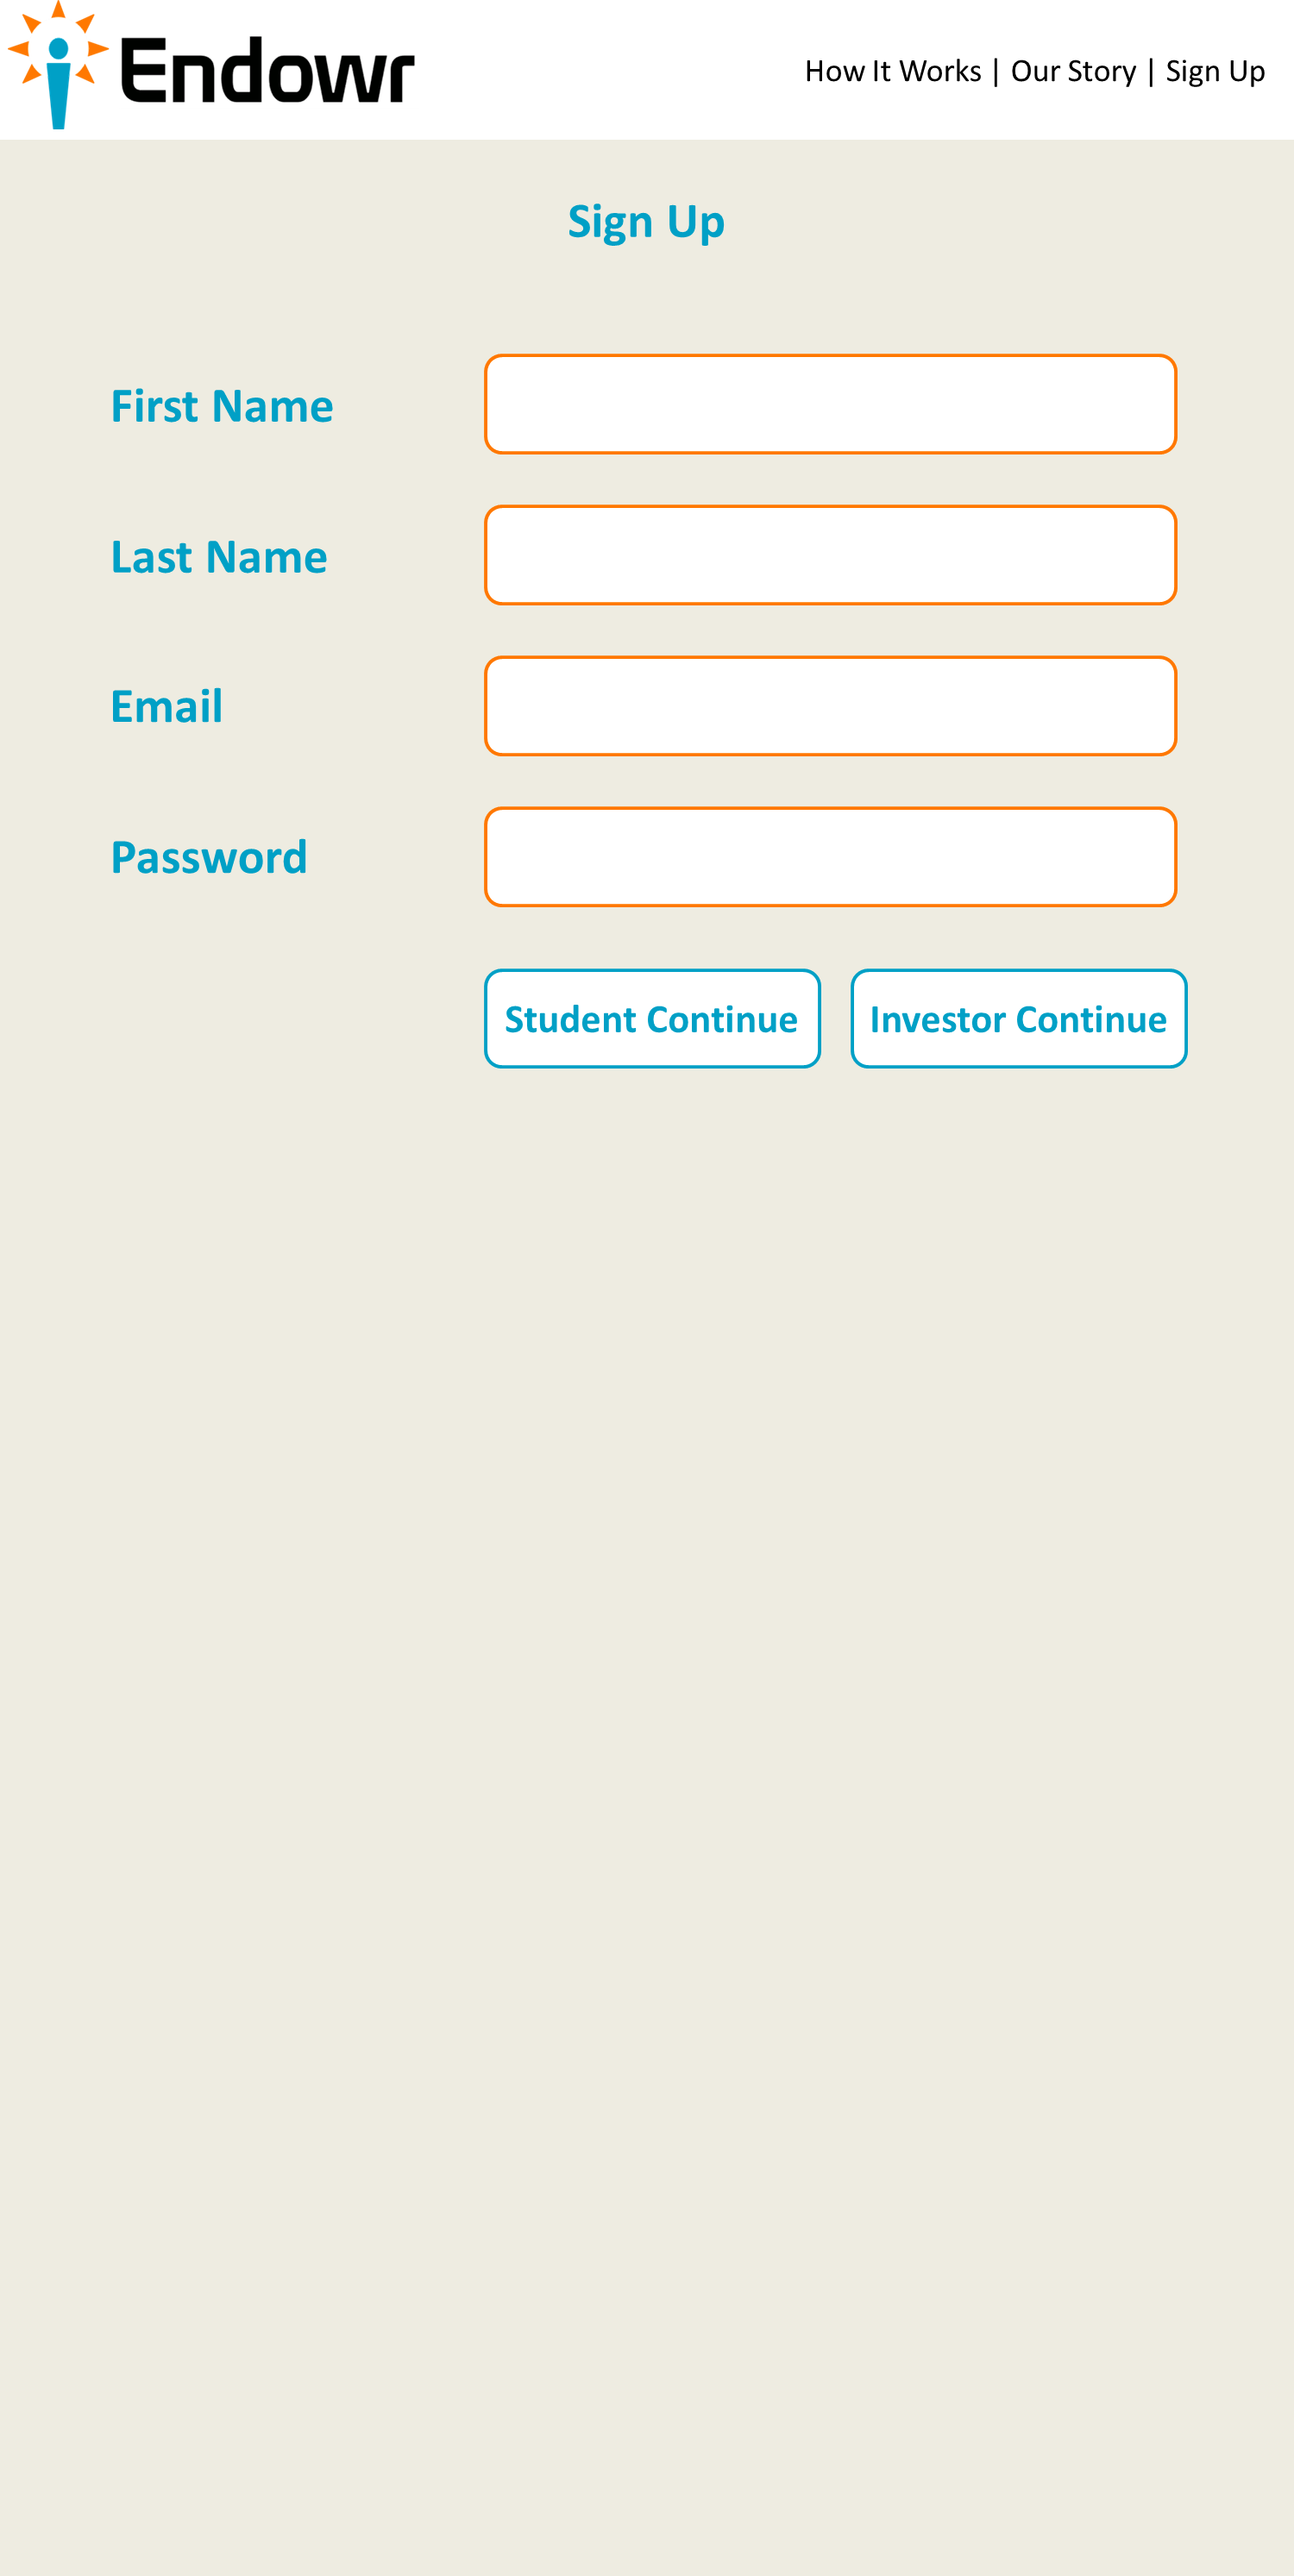 Endowr
How It Works | Our Story | Sign Up
Sign Up
First Name
Last Name
Email
Password
Student Continue
Investor Continue